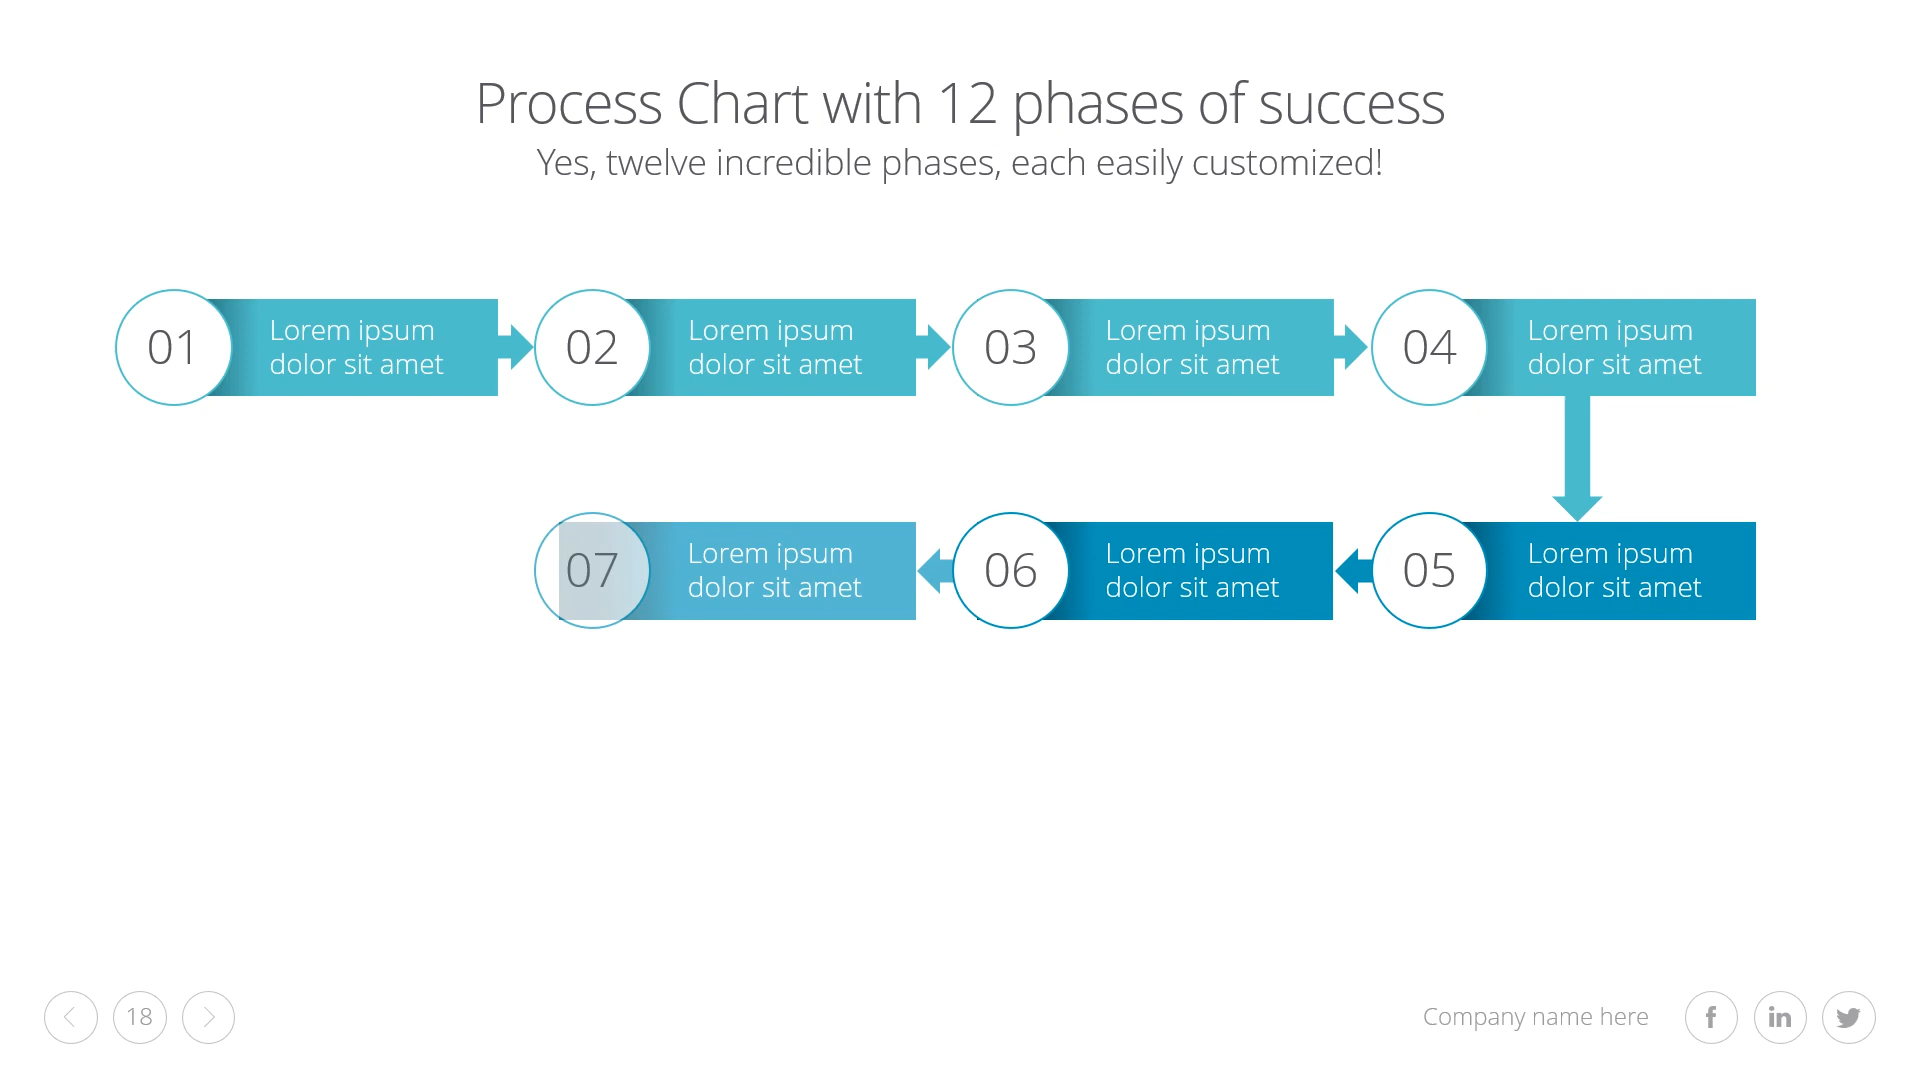 Process Chart with 12 phases of success
Yes, twelve incredible phases, each easily customized!
01
Lorem ipsum
dolor sit amet
02
Lorem ipsum
dolor sit amet
03
Lorem ipsum
dolor sit amet
04
Lorem ipsum
dolor sit amet
05
Lorem ipsum
dolor sit amet
06
Lorem ipsum
dolor sit amet
07
Lorem ipsum
dolor sit amet
18
Company name here
f
in